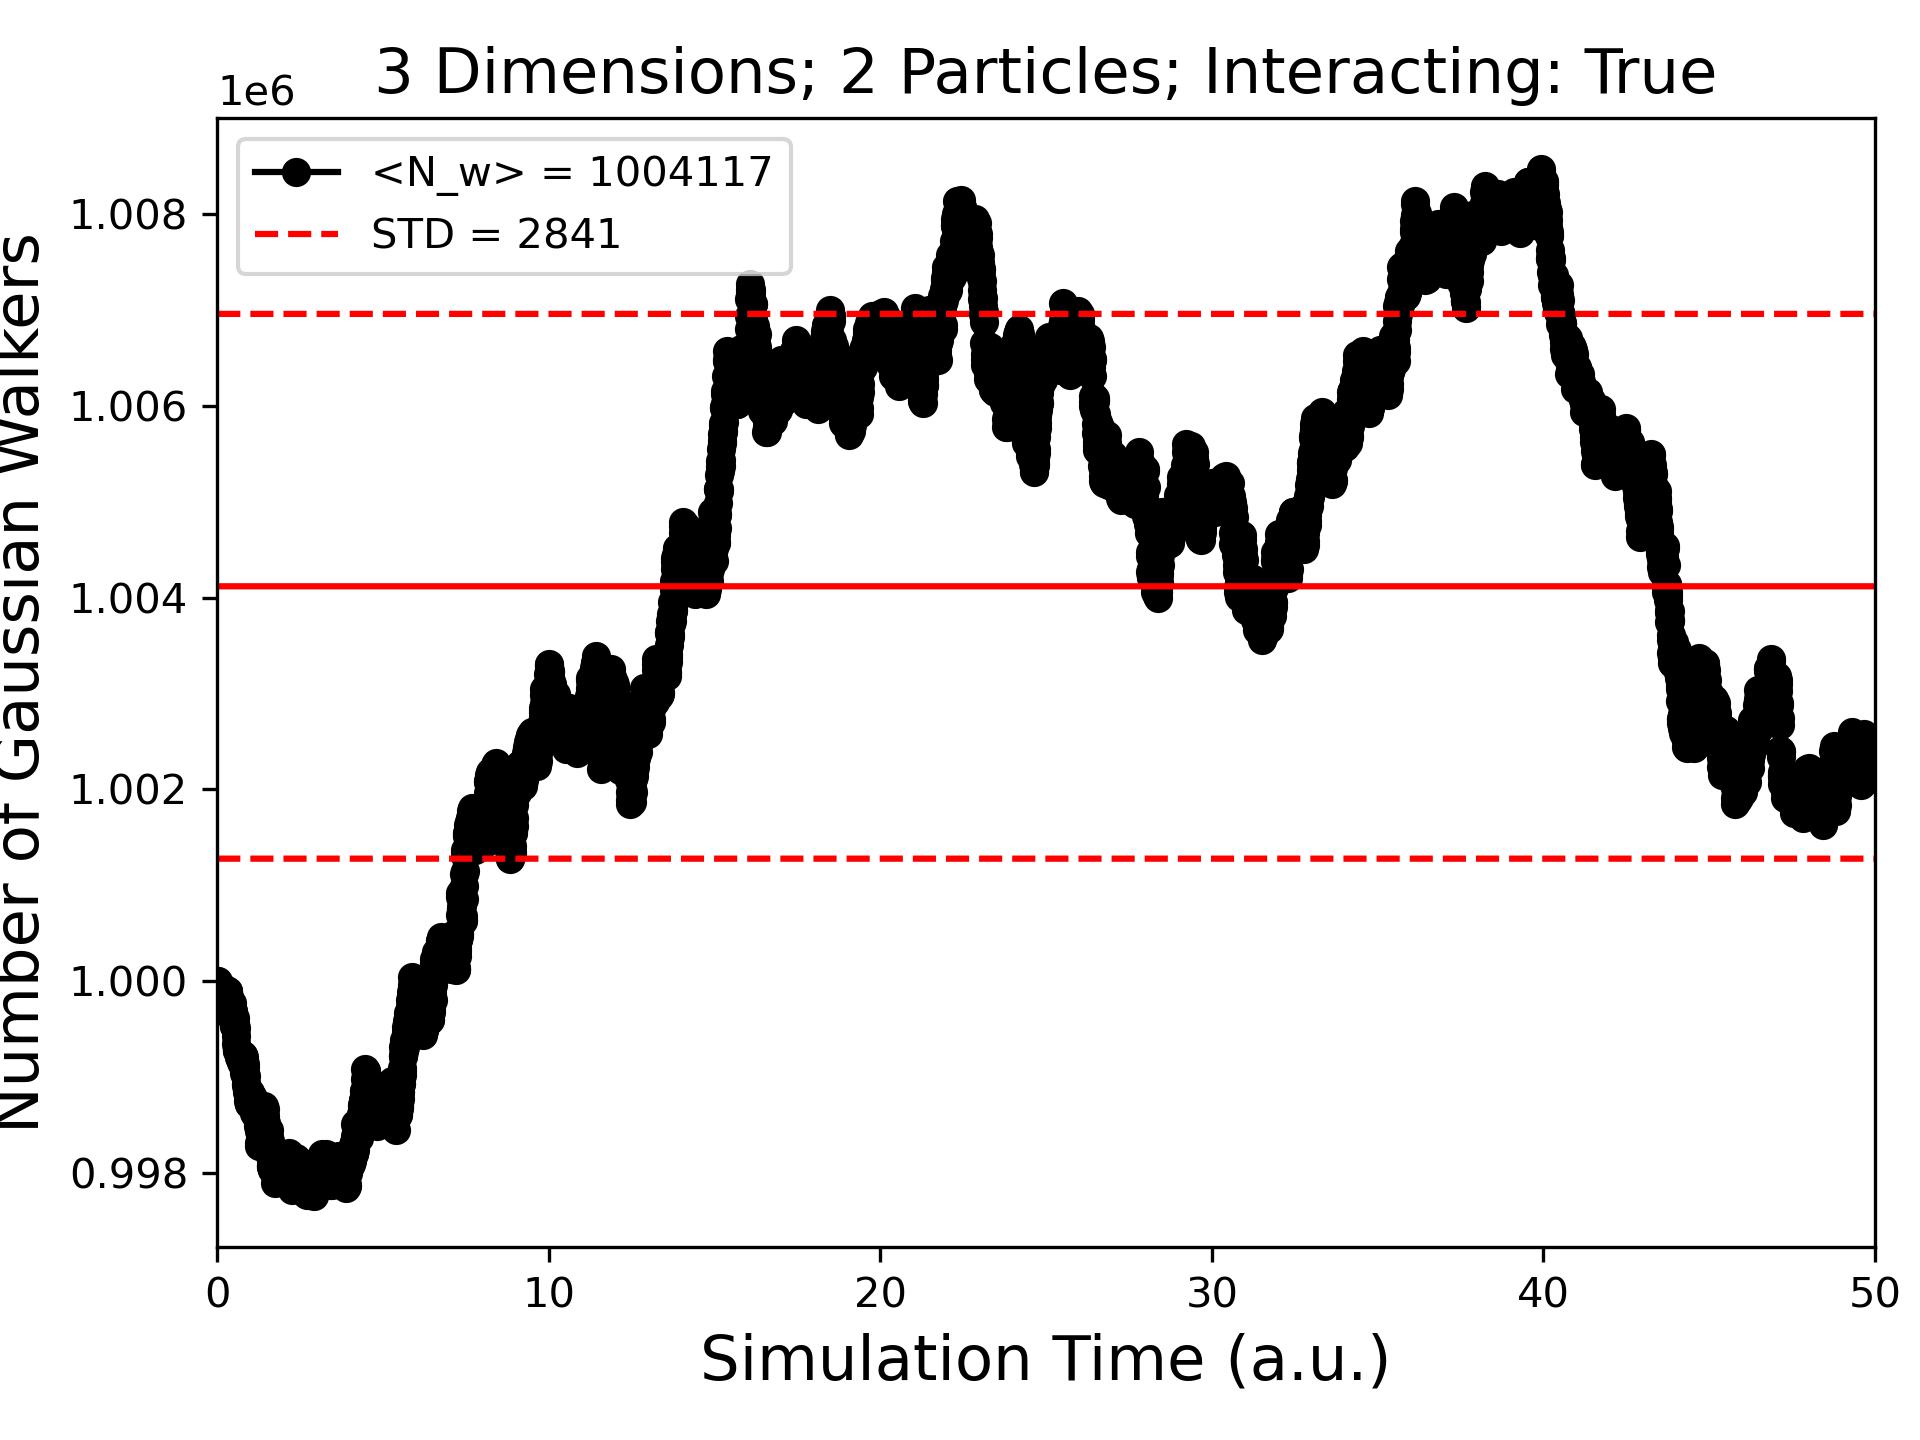 3 Dimensions; 2 Particles; Interacting: True
1e6
<N_w> = 1004117
STD = 2841
Number of Gaussian Walkers
1.008
1.006
1.004
1.002
1.000
0.998
0 10 20 30 40 50
Simulation Time (a.u.)